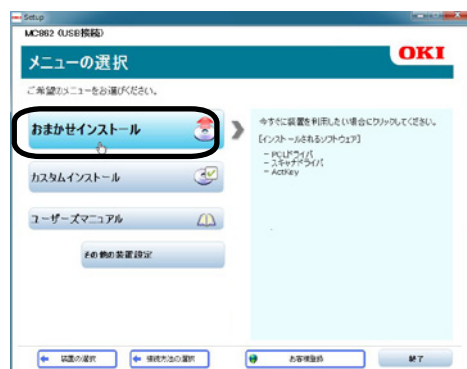 Setup
MC862 (USB接続)
メニューの選択
OKI
ご希望のメニューをお選びください。
おまかせインストール
カスタムインストール
ユーザーズマニュアル
その他の装置設定
今すぐに装置を利用したい場合にクリックしてください。
[インストールされるソフトウェア]
- PCLドライバ
- スキャナドライバ
- ActKey
装置の選択
接続方法の選択
お客様登録
終了